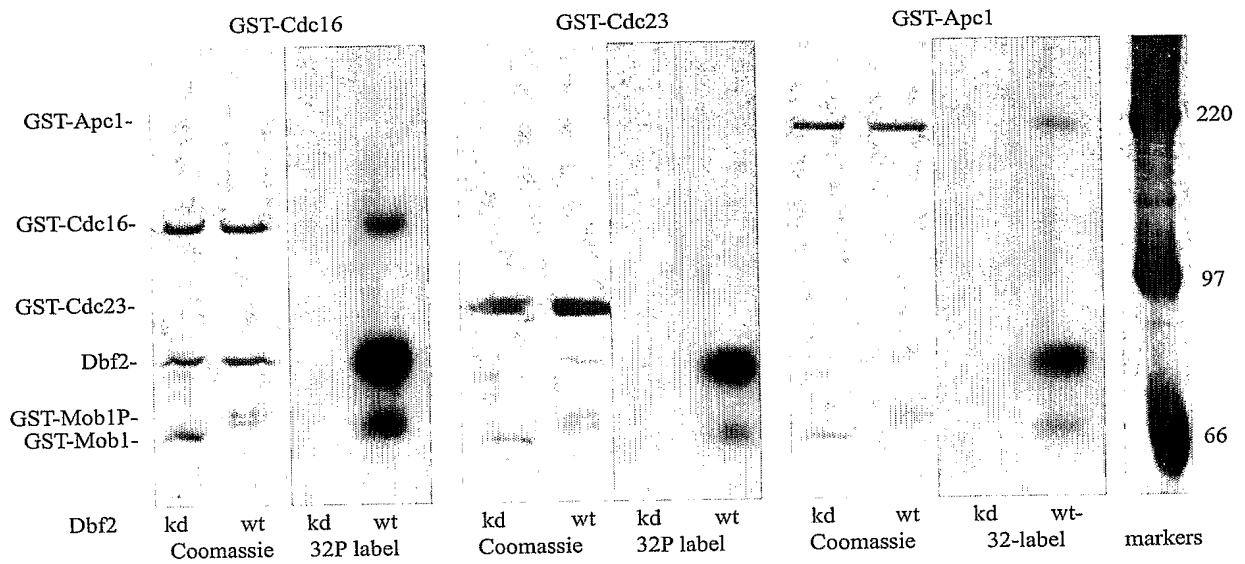 GST-Cdc16 GST-Cdc23 GST-Apc1
GST-Apc1- 220
GST-Cdc16-
GST-Cdc23- 97
Dbf2-
GST-Mob1P-
GST-Mob1- 66
Dbf2 kd wt kd wt kd wt kd wt kd wt kd wt-
Coomassie 32P label Coomassie 32P label Coomassie 32-label markers